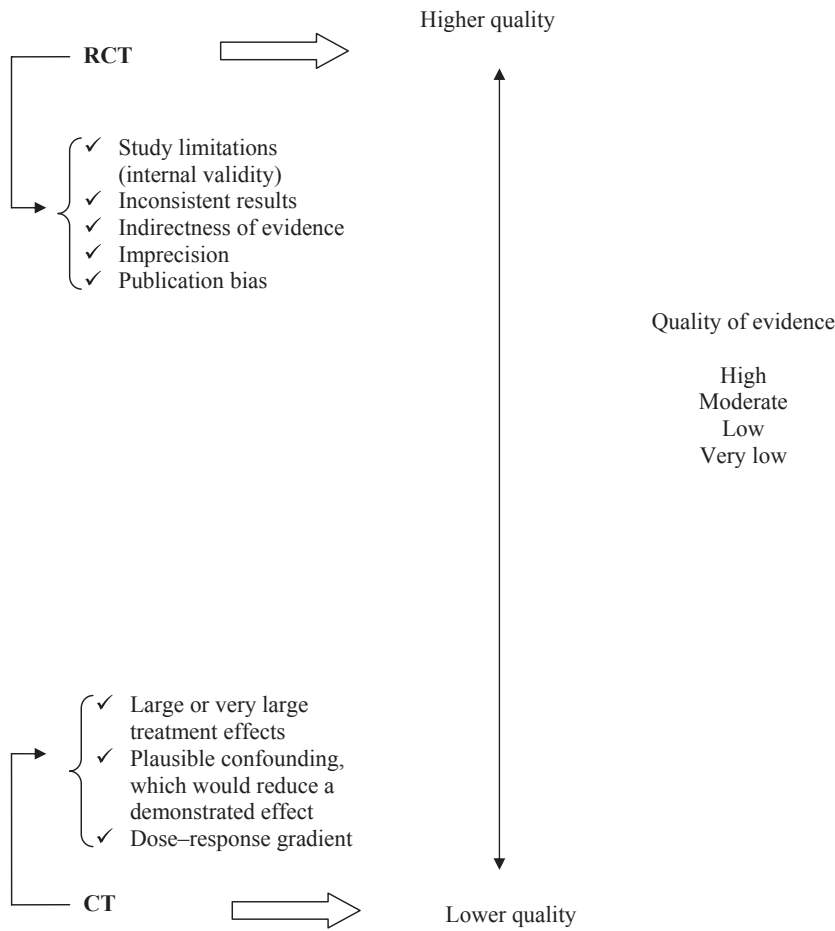 Higher quality
RCT
✓ Study limitations
(internal validity)
✓ Inconsistent results
✓ Indirectness of evidence
✓ Imprecision
✓ Publication bias
Quality of evidence
High
Moderate
Low
Very low
✓ Large or very large
treatment effects
✓ Plausible confounding,
which would reduce a
demonstrated effect
✓ Dose–response gradient
CT
Lower quality